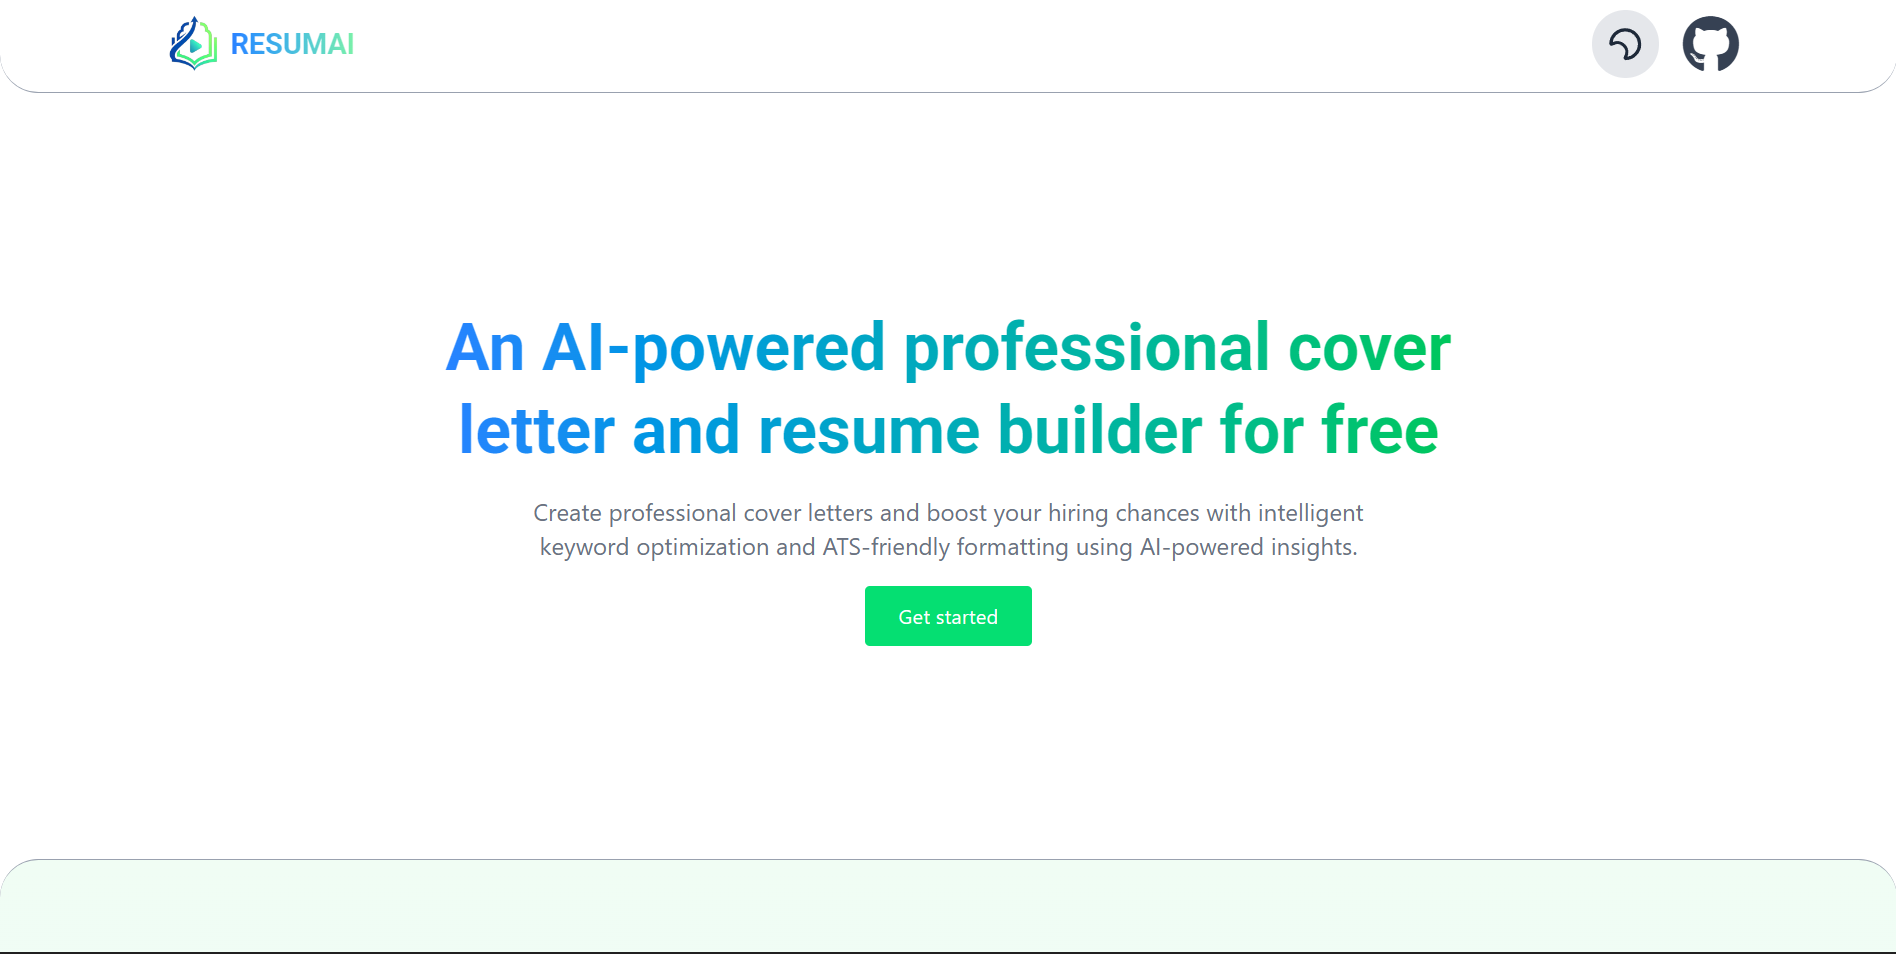 RESUMAI
An AI-powered professional cover
letter and resume builder for free
Create professional cover letters and boost your hiring chances with intelligent
keyword optimization and ATS-friendly formatting using AI-powered insights.
Get started